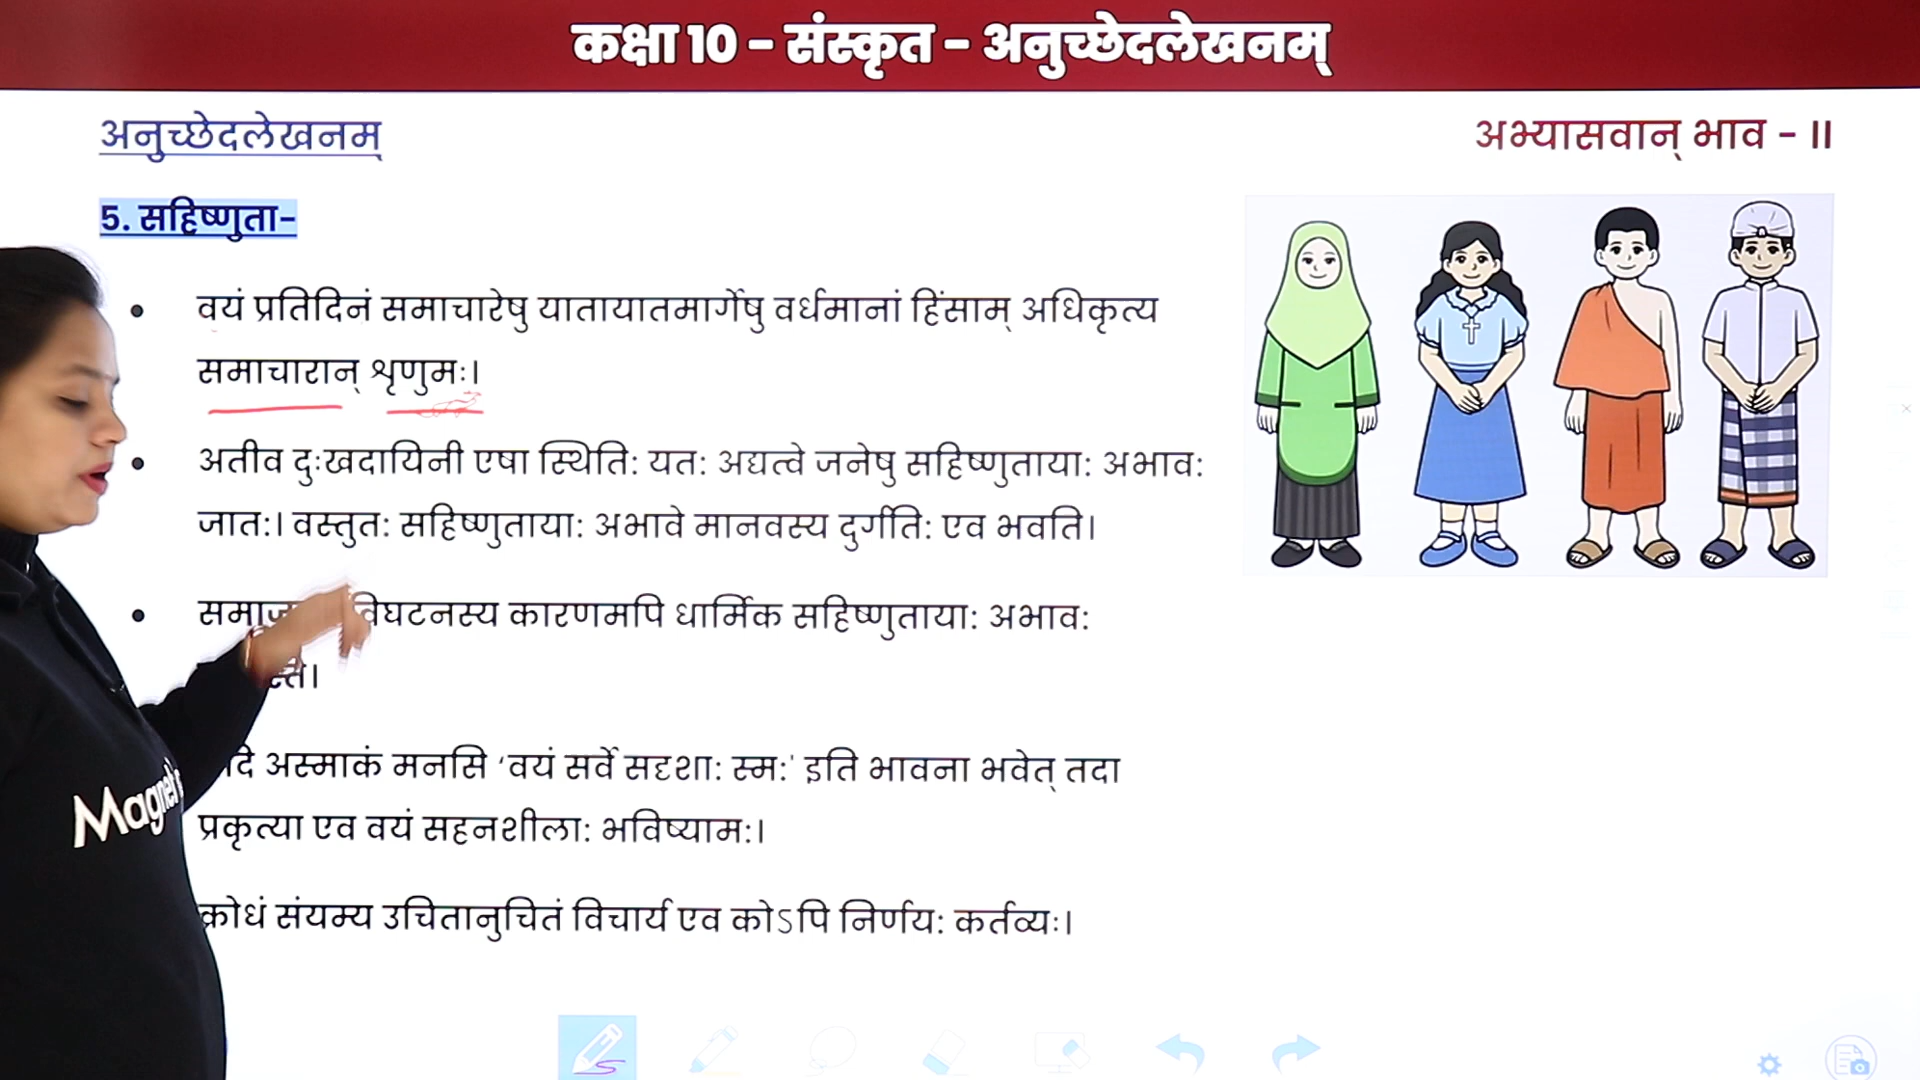 कक्षा 10 – संस्कृत – अनुच्छेदलेखनम्
अनुच्छेदलेखनम्
अभ्यासवान् भाव - II
5. सहिष्णुता-
वयं प्रतिदिनं समाचारेषु यातायातमार्गेषु वर्धमानां हिंसाम् अधिकृत्य
समाचारान् श्रृणुमः।
अतीव दुःखदायिनी एषा स्थितिः यतः अद्यत्वे जनेषु सहिष्णुतायाः अभावः
जातः। वस्तुतः सहिष्णुतायाः अभावे मानवस्य दुर्गतिः एव भवति।
कारणमपि धार्मिक सहिष्णुतायाः अभावः
अस्माकं मनसि ‘वयं सर्वे सदृशाः स्मः' इति भावना भवेत् तदा
प्रकृत्या एव वयं सहनशीलाः भविष्यामः।
क्रोधं संयम्य उचितानुचितं विचार्य एव कोऽपि निर्णयः कर्तव्यः।